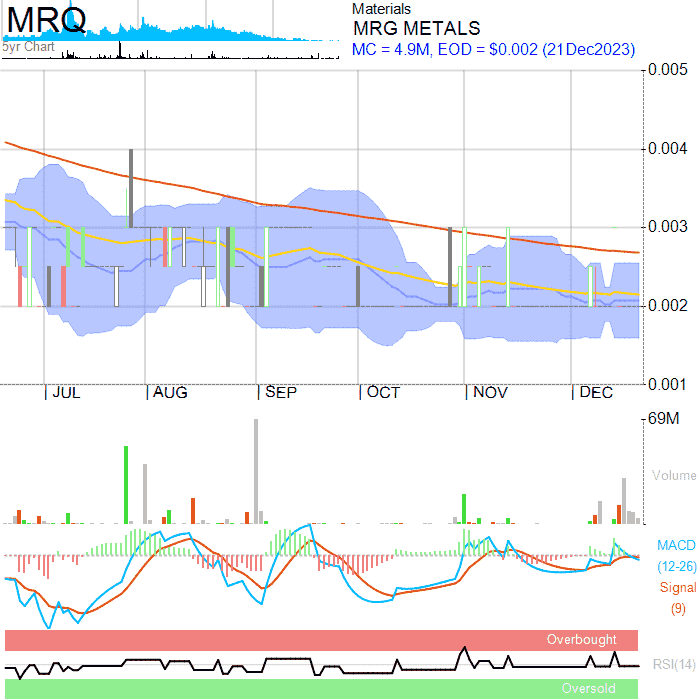 MRQ
5yr Chart
Materials
MRG METALS
MC = 4.9M, EOD = $0.002 (21Dec2023)
0.005
0.004
0.003
0.002
0.001
JUL AUG SEP OCT NOV DEC
69M
Volume
MACD
(12-26)
Signal
(9)
Overbought
RSI(14)
Oversold